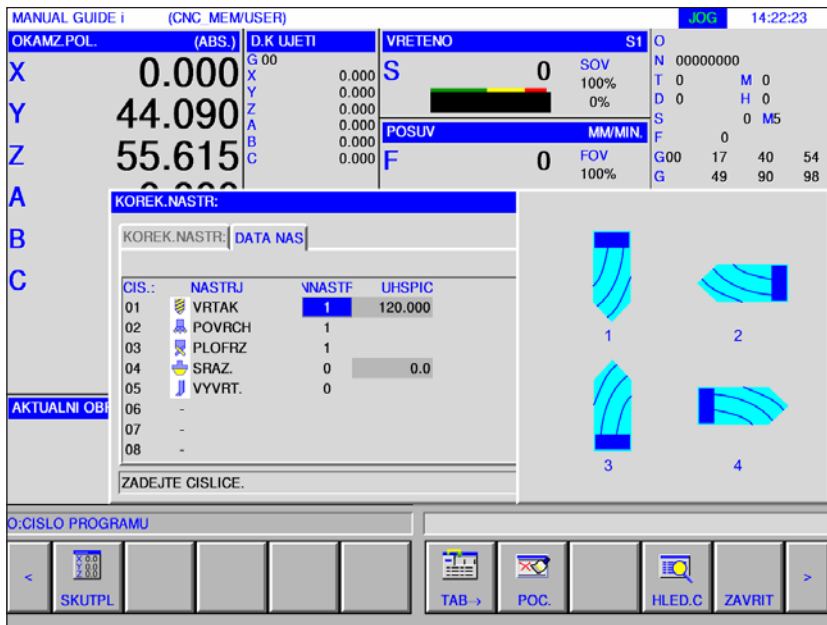 MANUAL GUIDE i (CNC_MEM/USER) JOG 14:22:23
OKAMZ.POL. (ABS.) D.K UJETI VRETENO S1 O
X 0.000 G 00 S 0 SOV 100% 0% N 00000000
X 0.000 T 0 M 0
Y 44.090 Y 0.000 D 0 H 0
Z 0.000 S 0 M5
A 0.000 POSUV MM/MIN. F 0
Z 55.615 B 0.000 F 0 FOV 100% G00 17 40 54
C 0.000 G 49 90 98
A
B
C
KOREK.NASTR:
KOREK.NASTR: DATA NAS
CIS.: NASTRJ NASTF UHSPIC
01 VRTAK 1 120.000
02 POVRCH 1
03 PLOFRZ 1
04 SRAZ. 0 0.0
05 VYVRT. 0
06 -
07 -
08 -
ZADEJTE CISLICE.
1 2
3 4
AKTUALNI OBR
O:CISLO PROGRAMU
< SKUTPL TAB→ POC. HLED.C ZAVRIT >